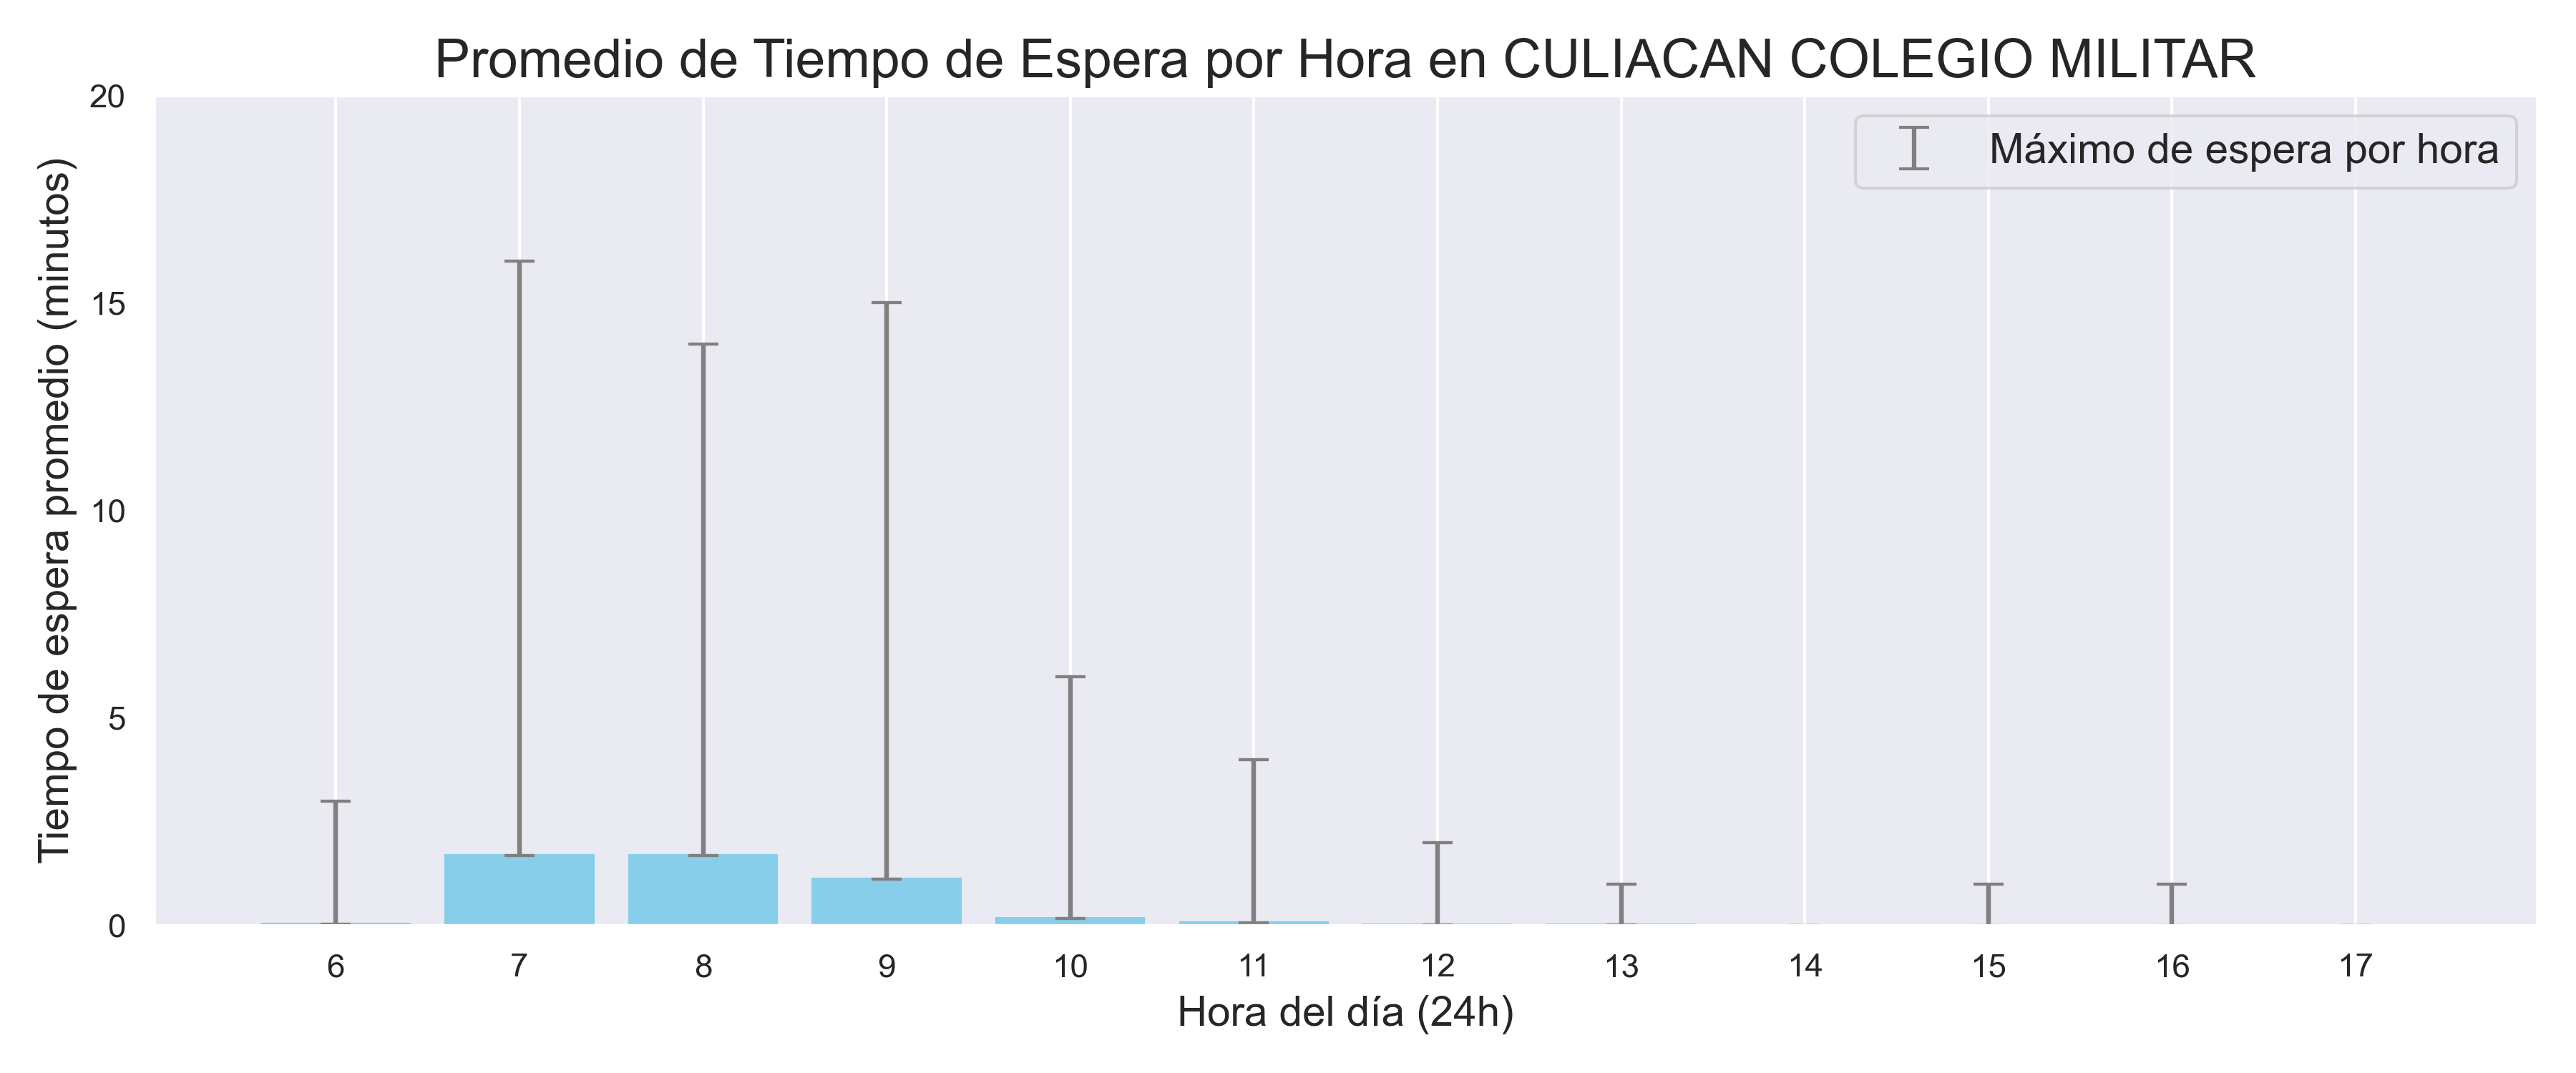 Promedio de Tiempo de Espera por Hora en CULIACAN COLEGIO MILITAR
Máximo de espera por hora
Tiempo de espera promedio (minutos)
20
15
10
5
0
6 7 8 9 10 11 12 13 14 15 16 17
Hora del día (24h)